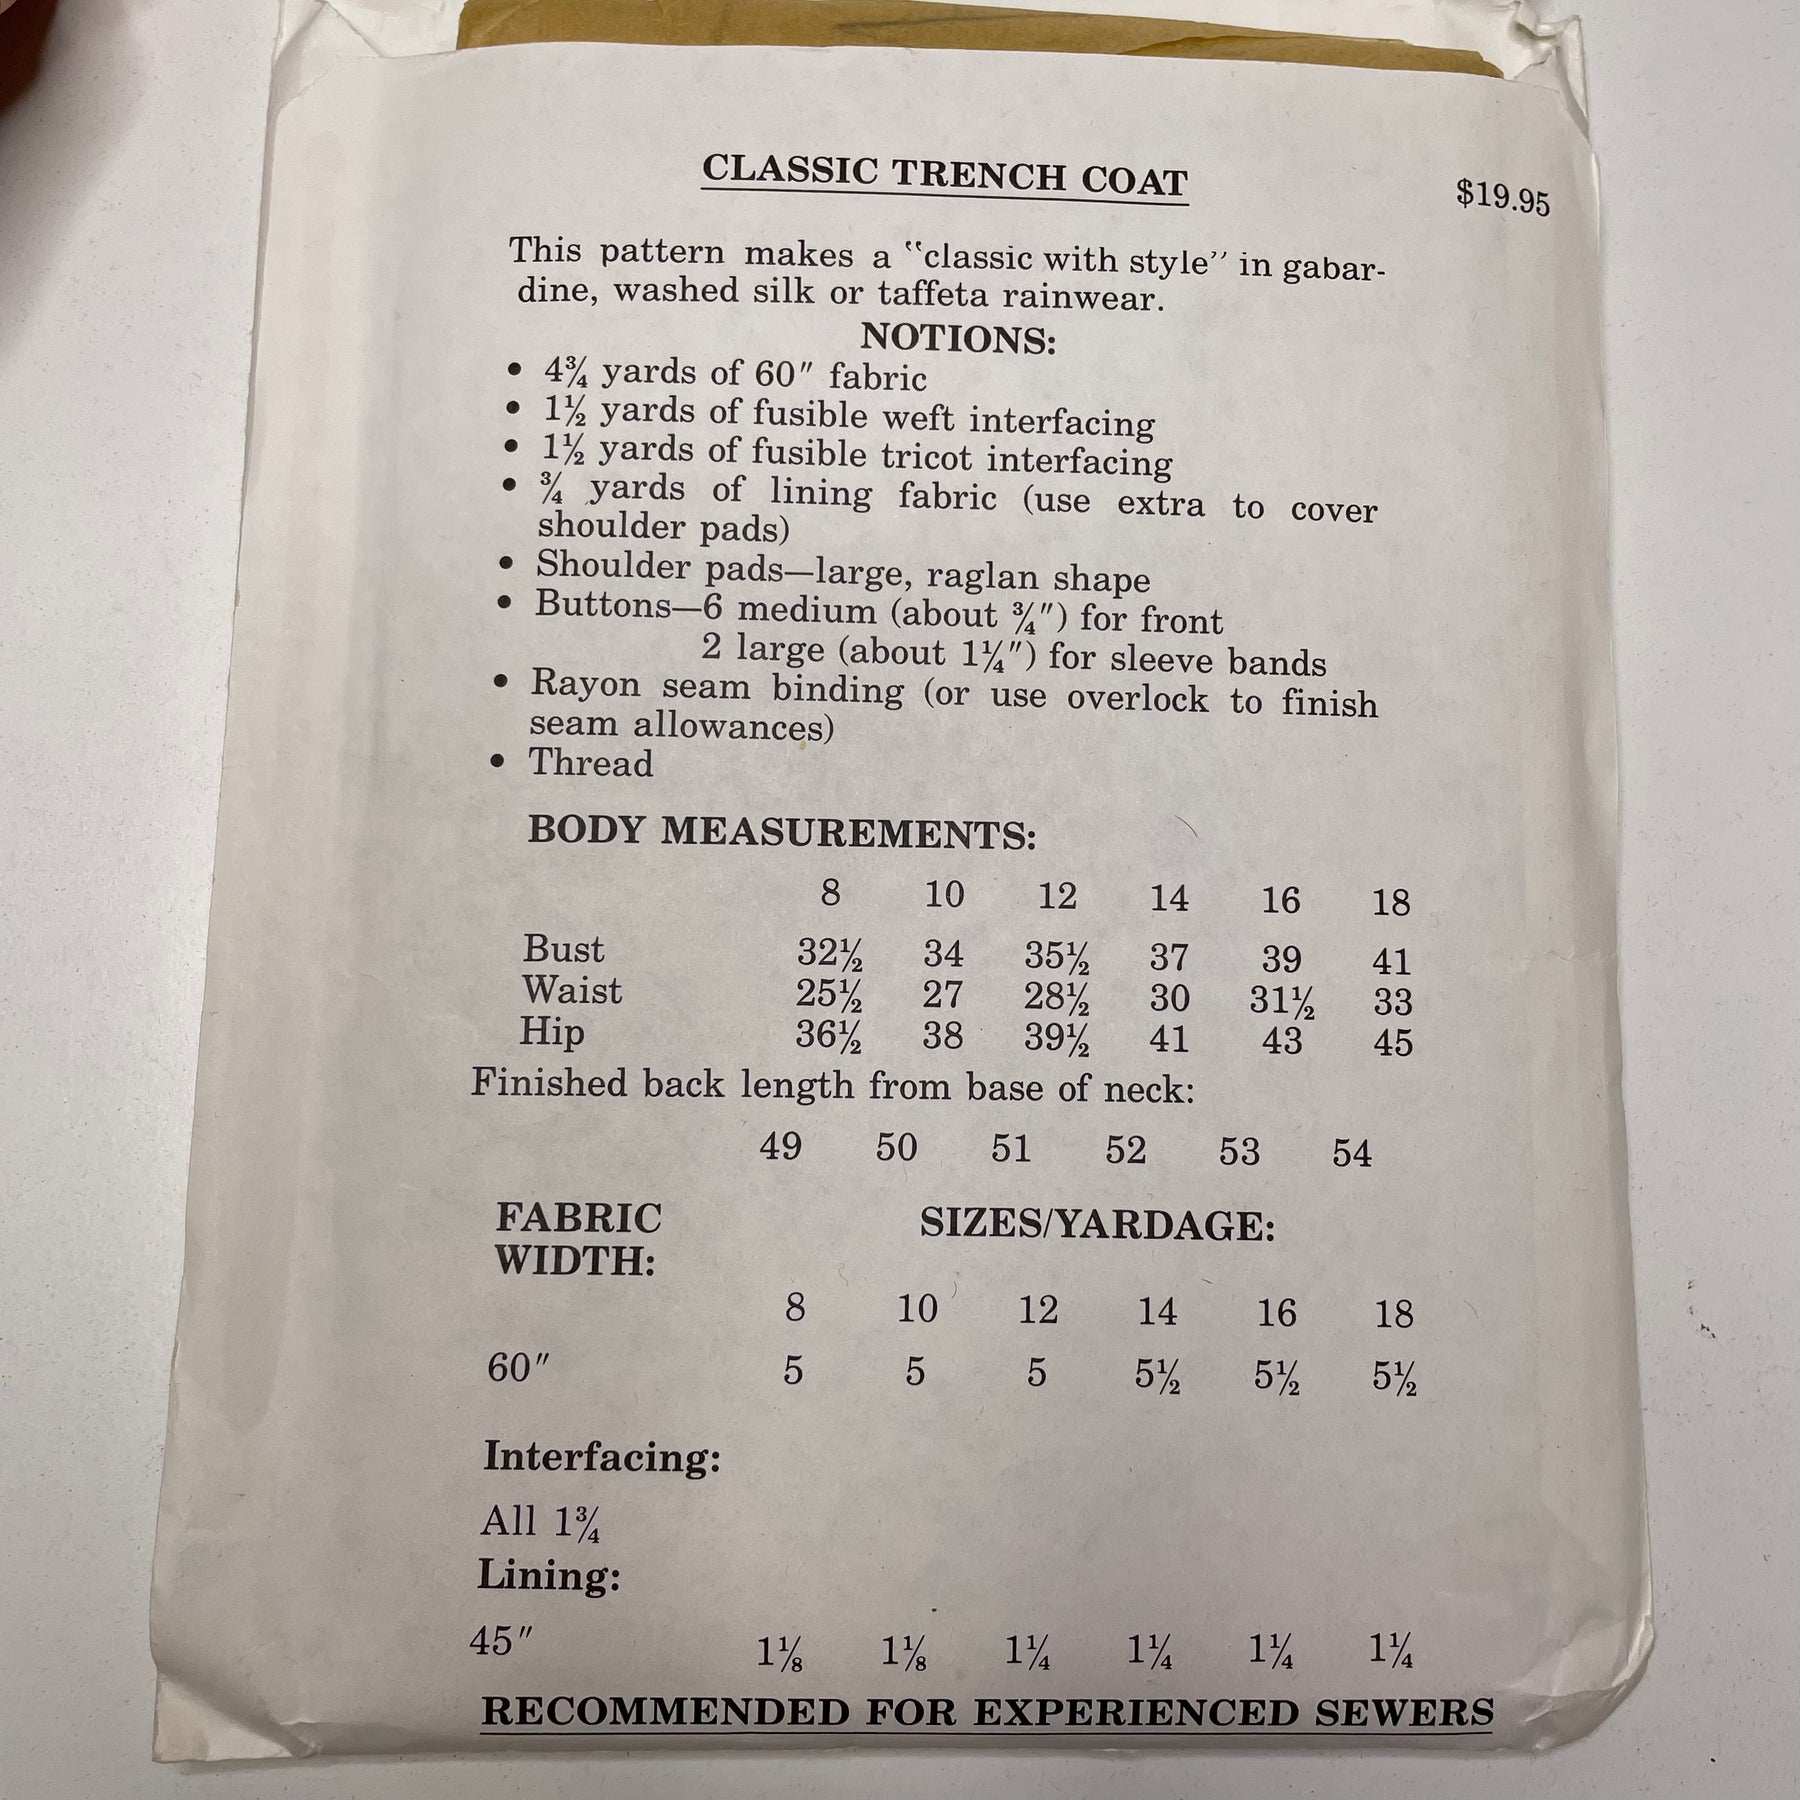 CLASSIC TRENCH COAT
$19.95
This pattern makes a "classic with style" in gabar-
dine, washed silk or taffeta rainwear.
NOTIONS:
• 4¾ yards of 60" fabric
• 1½ yards of fusible weft interfacing
• 1½ yards of fusible tricot interfacing
• ¾ yards of lining fabric (use extra to cover
shoulder pads)
• Shoulder pads—large, raglan shape
• Buttons—6 medium (about ¾") for front
2 large (about 1¼") for sleeve bands
• Rayon seam binding (or use overlock to finish
seam allowances)
• Thread
BODY MEASUREMENTS:
8 10 12 14 16 18
Bust 32½ 34 35½ 37 39 41
Waist 25½ 27 28½ 30 31½ 33
Hip 36½ 38 39½ 41 43 45
Finished back length from base of neck:
49 50 51 52 53 54
FABRIC SIZES/YARDAGE:
WIDTH:
8 10 12 14 16 18
60" 5 5 5 5½ 5½ 5½
Interfacing:
All 1¾
Lining:
45" 1⅛ 1⅛ 1¼ 1¼ 1¼ 1¼
RECOMMENDED FOR EXPERIENCED SEWERS